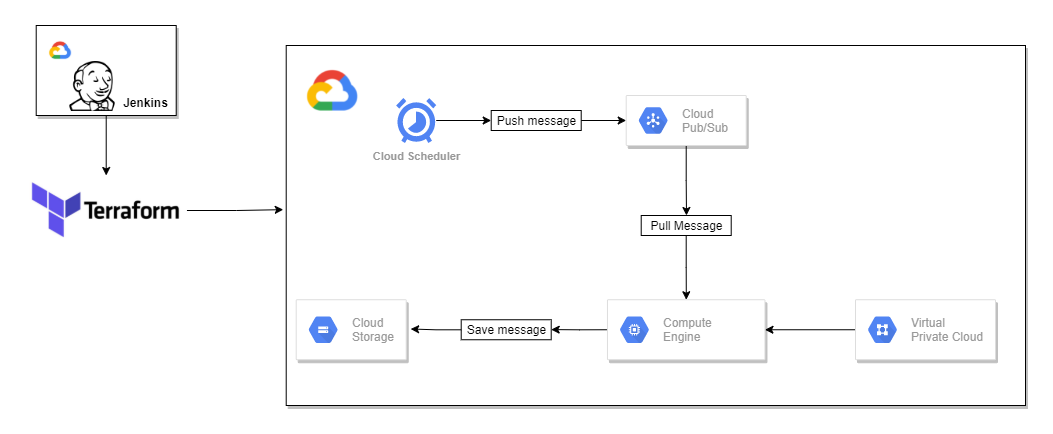 Jenkins
Terraform
Cloud Scheduler
Push message
Cloud
Pub/Sub
Pull Message
Cloud
Storage
Save message
Compute
Engine
Virtual
Private Cloud